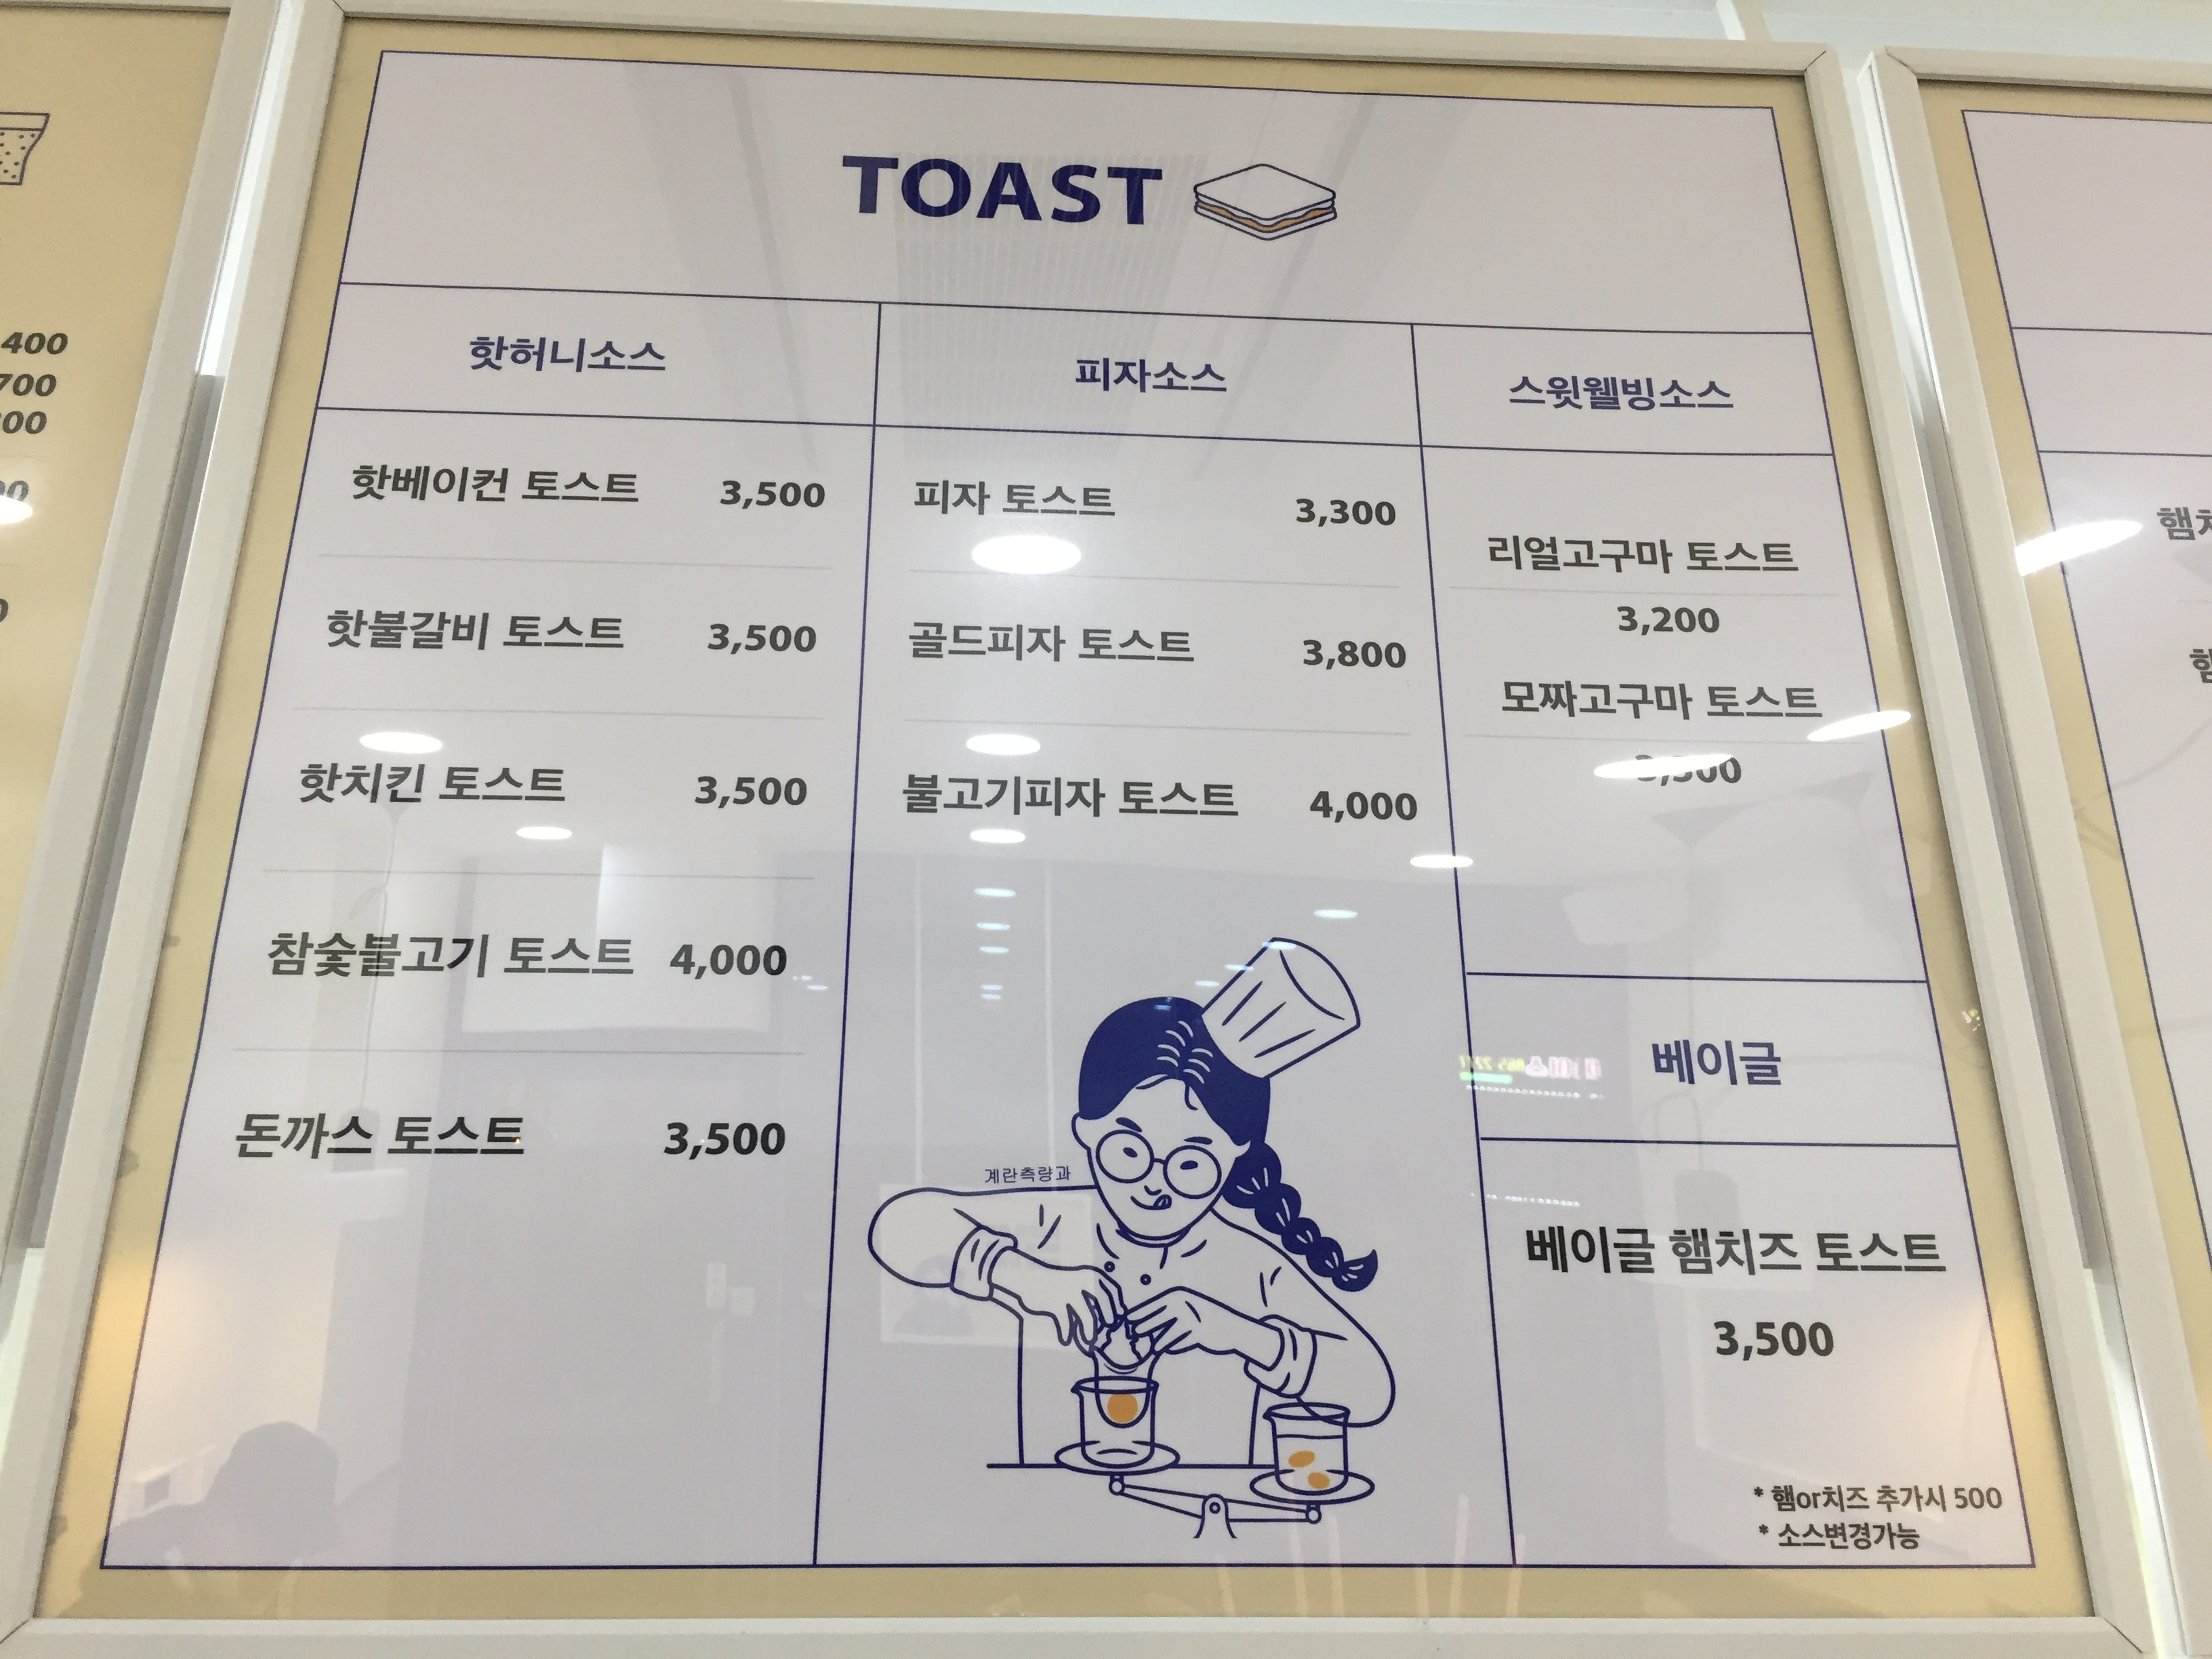 TOAST
핫허니소스
핫베이컨 토스트 3,500
핫불갈비 토스트 3,500
핫치킨 토스트 3,500
참숯불고기 토스트 4,000
돈까스 토스트 3,500
피자소스
피자 토스트 3,300
골드피자 토스트 3,800
불고기피자 토스트 4,000
계란측량과
스윗웰빙소스
리얼고구마 토스트
3,200
모짜고구마 토스트
베이글
베이글 햄치즈 토스트
3,500
* 햄or치즈 추가시 500
* 소스변경가능
400
700